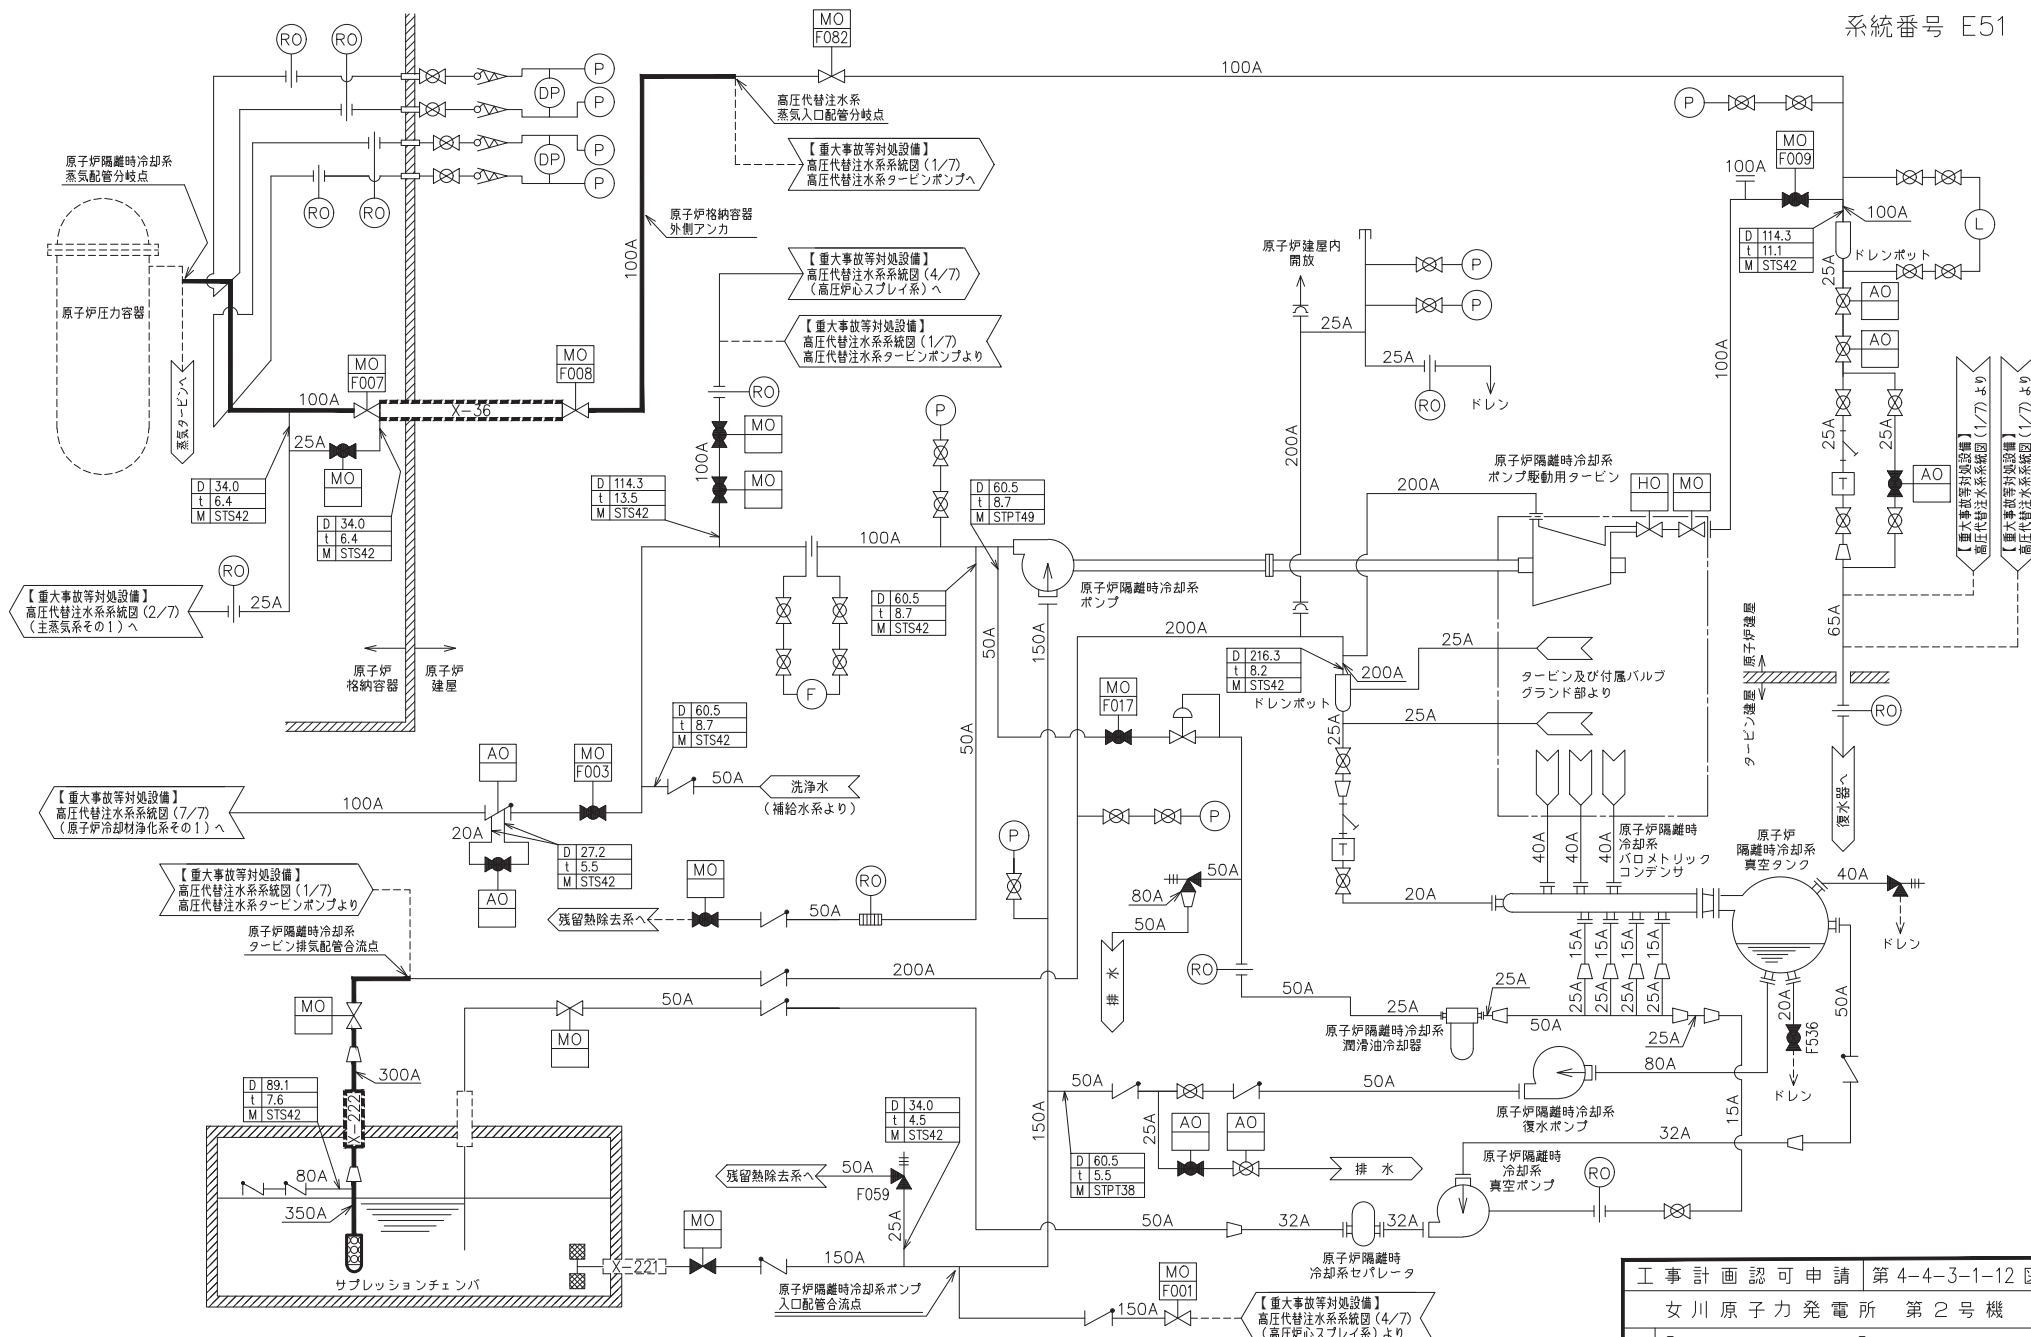 系統番号 E51
RO
RO
P
DP
P
P
DP
P
RO
RO
MO
F082
100A
高圧代替注水系
蒸気入口配管分岐点
【重大事故等対処設備】
高圧代替注水系系統図(1/7)
高圧代替注水系タービンポンプへ
P
MO
F009
100A
100A
L
D 114.3
t 11.1
M STS42
ドレンポット
25A
AO
AO
25A
25A
T
AO
100A
原子炉隔離時冷却系
蒸気配管分岐点
原子炉圧力容器
蒸気タービンへ
原子炉格納容器
外側アンカ
100A
【重大事故等対処設備】
高圧代替注水系系統図(4/7)
(高圧炉心スプレイ系)へ
【重大事故等対処設備】
高圧代替注水系系統図(1/7)
高圧代替注水系タービンポンプより
原子炉建屋内
開放
P
P
25A
25A
RO
ドレン
200A
【重大事故等対処設備】
高圧代替注水系系統図(1/7)より
【重大事故等対処設備】
高圧代替注水系系統図(1/7)より
100A
MO
F007
X-36
MO
F008
25A
MO
D 34.0
t 6.4
M STS42
D 34.0
t 6.4
M STS42
RO
25A
【重大事故等対処設備】
高圧代替注水系系統図(2/7)
(主蒸気系その1)へ
原子炉
格納容器
原子炉
建屋
RO
MO
MO
100A
D 114.3
t 13.5
M STS42
P
100A
D 60.5
t 8.7
M STPT49
D 60.5
t 8.7
M STS42
F
原子炉隔離時冷却系
ポンプ
原子炉隔離時冷却系
ポンプ駆動用タービン
HO
MO
200A
200A
150A
50A
50A
D 216.3
t 8.2
M STS42
200A
ドレンポット
25A
25A
25A
タービン及び付属バルブ
グランド部より
65A
原子炉建屋
タービン建屋
RO
復水器へ
MO
F017
D 60.5
t 8.7
M STS42
50A
洗浄水
(補給水系より)
AO
MO
F003
100A
【重大事故等対処設備】
高圧代替注水系系統図(7/7)
(原子炉冷却材浄化系その1)へ
20A
AO
D 27.2
t 5.5
M STS42
P
P
T
20A
40A
40A
40A
原子炉隔離時
冷却系
バロメトリック
コンデンサ
原子炉
隔離時冷却系
真空タンク
40A
ドレン
【重大事故等対処設備】
高圧代替注水系系統図(1/7)
高圧代替注水系タービンポンプより
MO
残留熱除去系へ
50A
RO
50A
80A
50A
排水
原子炉隔離時冷却系
タービン排気配管合流点
200A
RO
50A
25A
25A
原子炉隔離時冷却系
潤滑油冷却器
15A
15A
15A
15A
25A
25A
25A
25A
50A
25A
20A
F536
ドレン
50A
MO
50A
MO
300A
D 89.1
t 7.6
M STS42
X-222
80A
350A
サプレッションチェンバ
50A
50A
80A
原子炉隔離時冷却系
復水ポンプ
15A
32A
150A
25A
AO
AO
排水
D 60.5
t 5.5
M STPT38
D 34.0
t 4.5
M STS42
残留熱除去系へ
50A
F059
25A
原子炉隔離時
冷却系
真空ポンプ
RO
50A
32A
32A
原子炉隔離時
冷却系セパレータ
X-221
MO
150A
原子炉隔離時冷却系ポンプ
入口配管合流点
150A
MO
F001
【重大事故等対処設備】
高圧代替注水系系統図(4/7)
(高圧炉心スプレイ系)より
工事計画認可申請 第4-4-3-1-12図
女川原子力発電所 第2号機